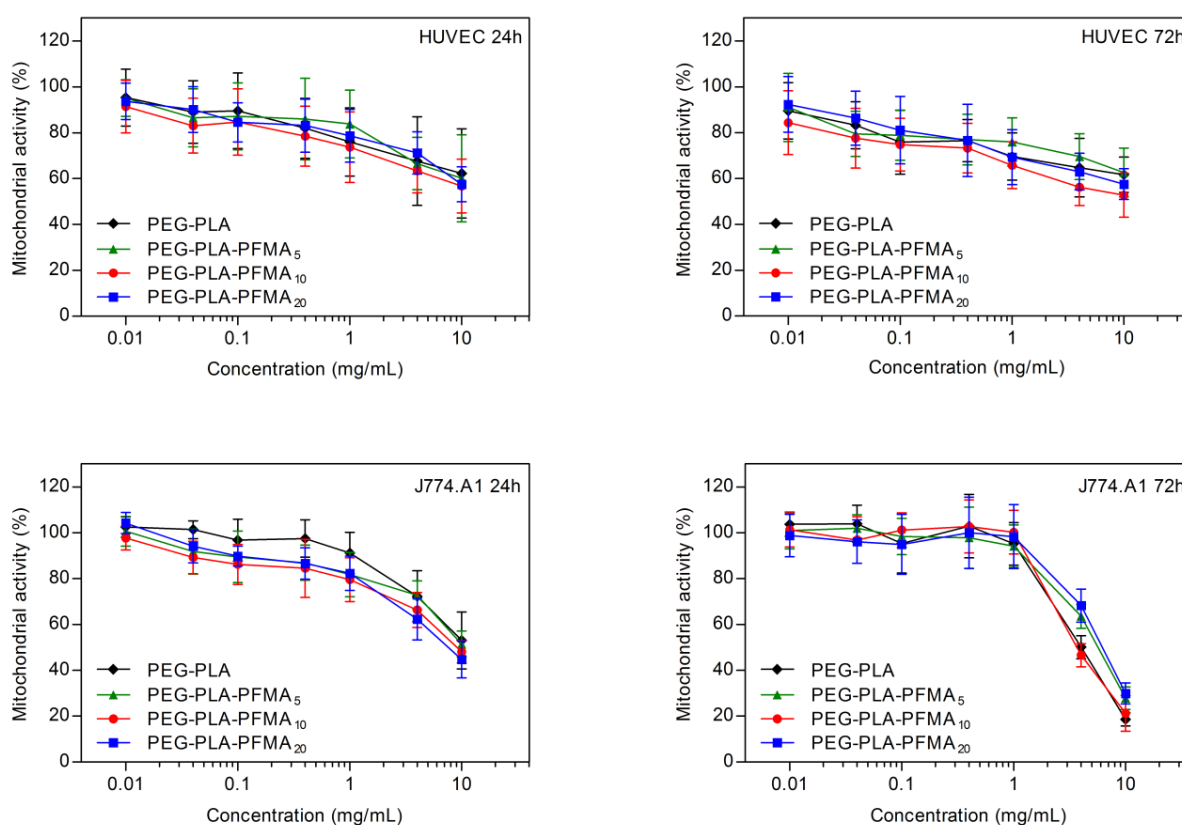 HUVEC 24h
Mitochondrial activity (%)
120
100
80
60
40
20
0
PEG-PLA
PEG-PLA-PFMA5
PEG-PLA-PFMA10
PEG-PLA-PFMA20
0.01 0.1 1 10
Concentration (mg/mL)
HUVEC 72h
Mitochondrial activity (%)
120
100
80
60
40
20
0
PEG-PLA
PEG-PLA-PFMA5
PEG-PLA-PFMA10
PEG-PLA-PFMA20
0.01 0.1 1 10
Concentration (mg/mL)
J774.A1 24h
Mitochondrial activity (%)
120
100
80
60
40
20
0
PEG-PLA
PEG-PLA-PFMA5
PEG-PLA-PFMA10
PEG-PLA-PFMA20
0.01 0.1 1 10
Concentration (mg/mL)
J774.A1 72h
Mitochondrial activity (%)
120
100
80
60
40
20
0
PEG-PLA
PEG-PLA-PFMA5
PEG-PLA-PFMA10
PEG-PLA-PFMA20
0.01 0.1 1 10
Concentration (mg/mL)